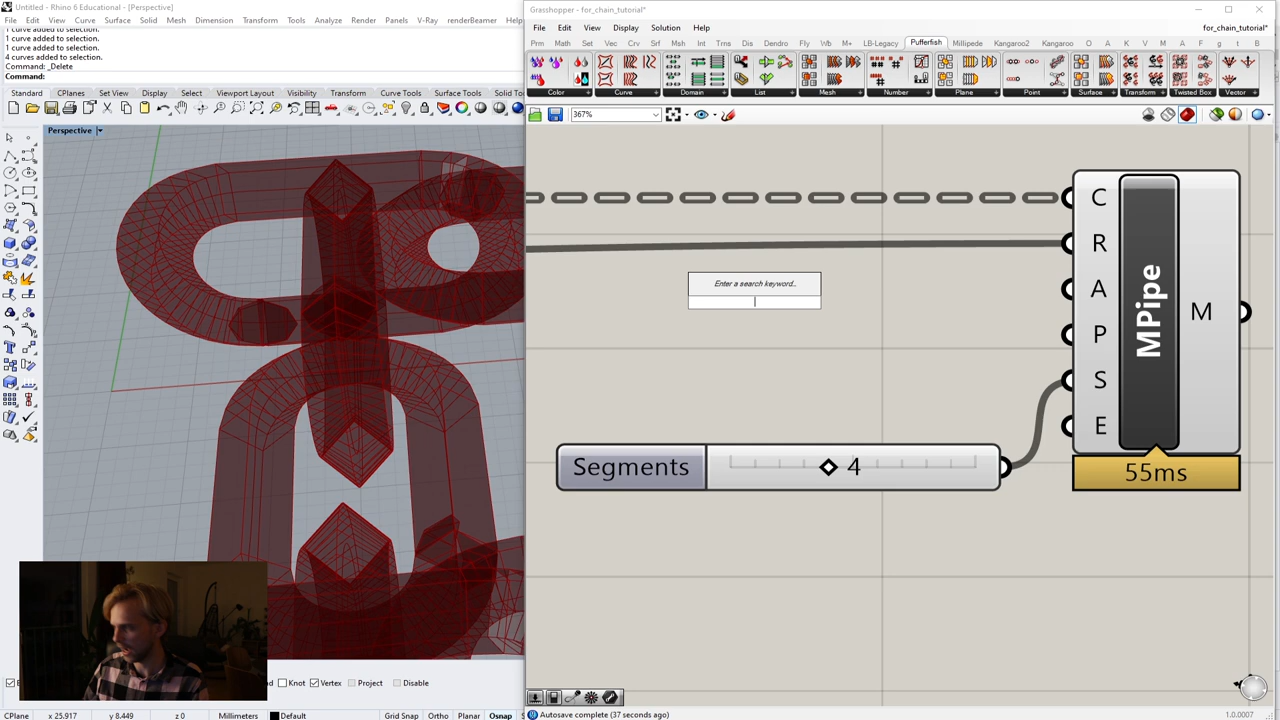 Untitled - Rhino 6 Educational - [Perspective]
File Edit View Curve Surface Solid Mesh Dimension Transform Tools Analyze Render Panels V-Ray renderBeamer Help
1 curve added to selection.
1 curve added to selection.
1 curve added to selection.
4 curves added to selection.
Command: _Delete
Command:
Standard CPlanes Set View Display Select Viewport Layout Visibility Transform Curve Tools Surface Tools Solid To
Perspective
Knot Vertex Project Disable
CPlane x 25.917 y 8.449 z 0 Millimeters Default Grid Snap Ortho Planar Osnap
Grasshopper - for_chain_tutorial*
File Edit View Display Solution Help for_chain_tutorial*
Prm Math Set Vec Crv Srf Msh Int Trns Dis Dendro Fly Wb M+ LB-Legacy Pufferfish Millipede Kangaroo2 Kangaroo O A K V M A F g t B
Color Curve Domain List Mesh Number Plane Point Surface Transform Twisted Box Vector
367%
C
R
A
P
S
E
MPipe
M
55ms
Enter a search keyword...
Segments 4
Autosave complete (37 seconds ago) 1.0.0007